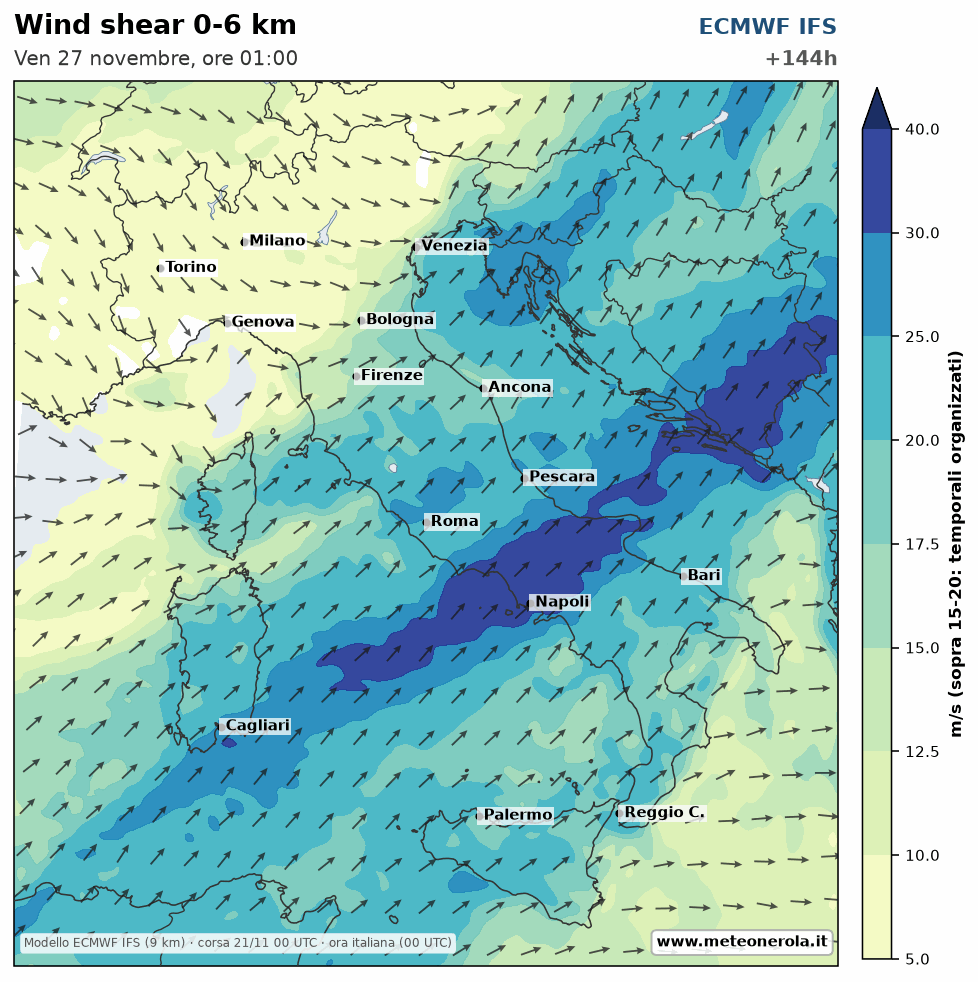 Wind shear 0-6 km
ECMWF IFS
Ven 27 novembre, ore 01:00
+144h
40.0
30.0
25.0
20.0
17.5
15.0
12.5
10.0
5.0
m/s (sopra 15-20: temporali organizzati)
Milano
Venezia
Torino
Genova
Bologna
Firenze
Ancona
Pescara
Roma
Bari
Napoli
Cagliari
Palermo
Reggio C.
Modello ECMWF IFS (9 km) · corsa 21/11 00 UTC · ora italiana (00 UTC)
www.meteonerola.it